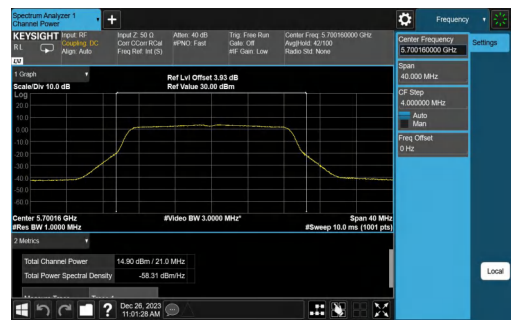 Spectrum Analyzer 1
Channel Power
+
Frequency
KEYSIGHT
RL
Input: RF
Coupling: DC
Align: Auto
Input Z: 50 Ω
Corr CCorr RCal
Freq Ref: Int (S)
Atten: 40 dB
#PNO: Fast
Trig: Free Run
Gate: Off
#IF Gain: Low
Center Freq: 5.700160000 GHz
Avg|Hold: 42/100
Radio Std: None
Center Frequency
5.700160000 GHz
Settings
Span
40.000 MHz
CF Step
4.000000 MHz
Auto
Man
Freq Offset
0 Hz
Local
LW
1 Graph
Scale/Div 10.0 dB
Ref Lvl Offset 3.93 dB
Ref Value 30.00 dBm
Log
20.0
10.0
0.00
-10.0
-20.0
-30.0
-40.0
-50.0
-60.0
Center 5.70016 GHz
#Video BW 3.0000 MHz*
Span 40 MHz
#Res BW 1.0000 MHz
#Sweep 10.0 ms (1001 pts)
2 Metrics
Total Channel Power 14.90 dBm / 21.0 MHz
Total Power Spectral Density -58.31 dBm/Hz
?
Dec 26, 2023
11:01:28 AM